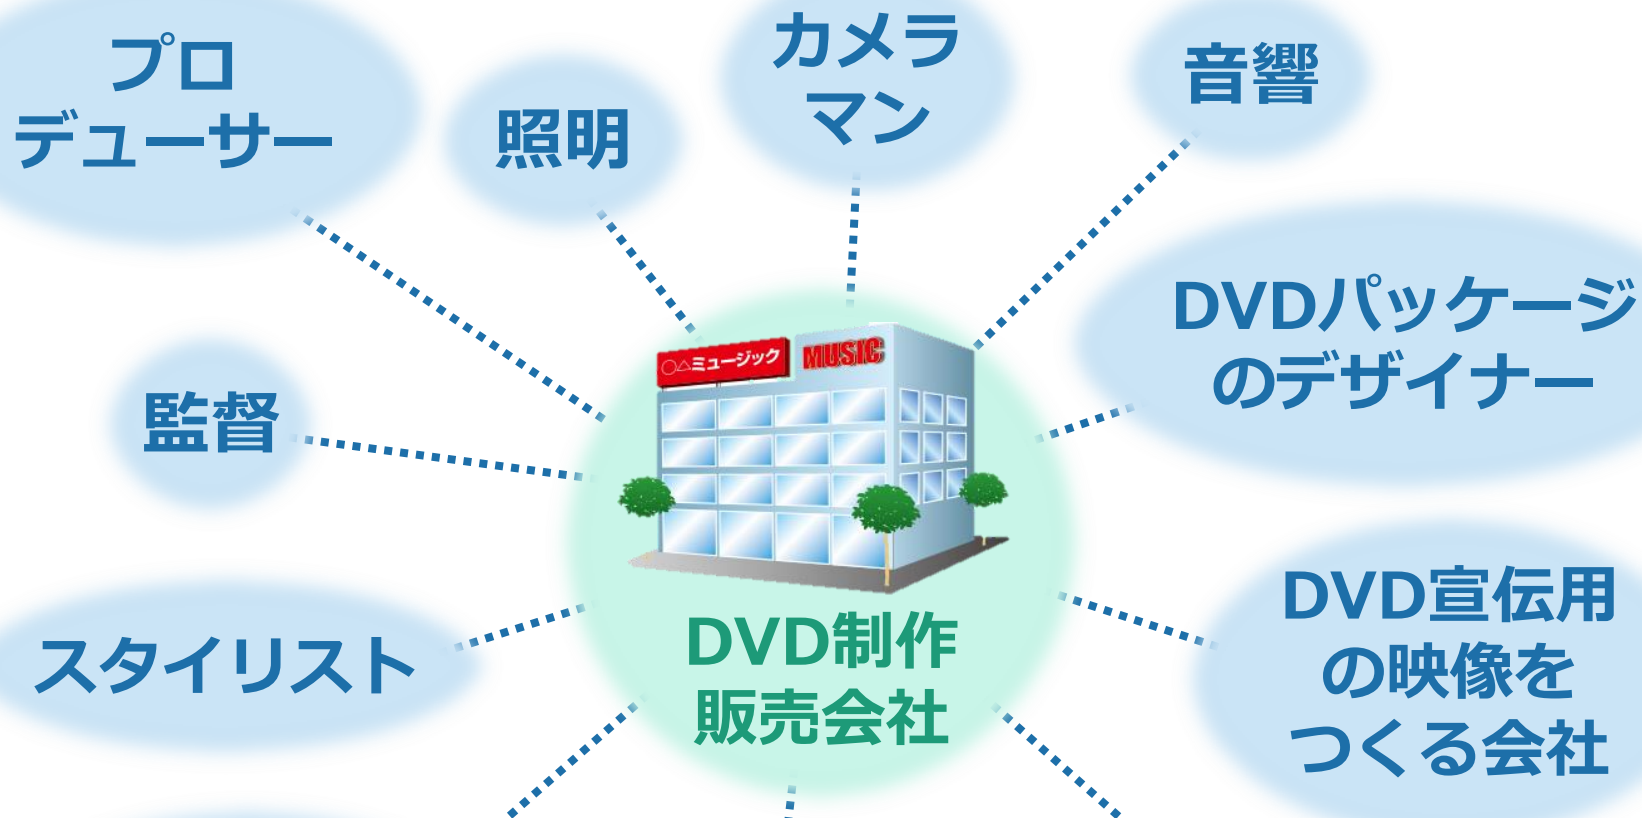 プロ
デューサー
照明
カメラ
マン
音響
DVDパッケージ
のデザイナー
監督
○△ミュージック
MUSIC
スタイリスト
DVD制作
販売会社
DVD宣伝用
の映像を
つくる会社